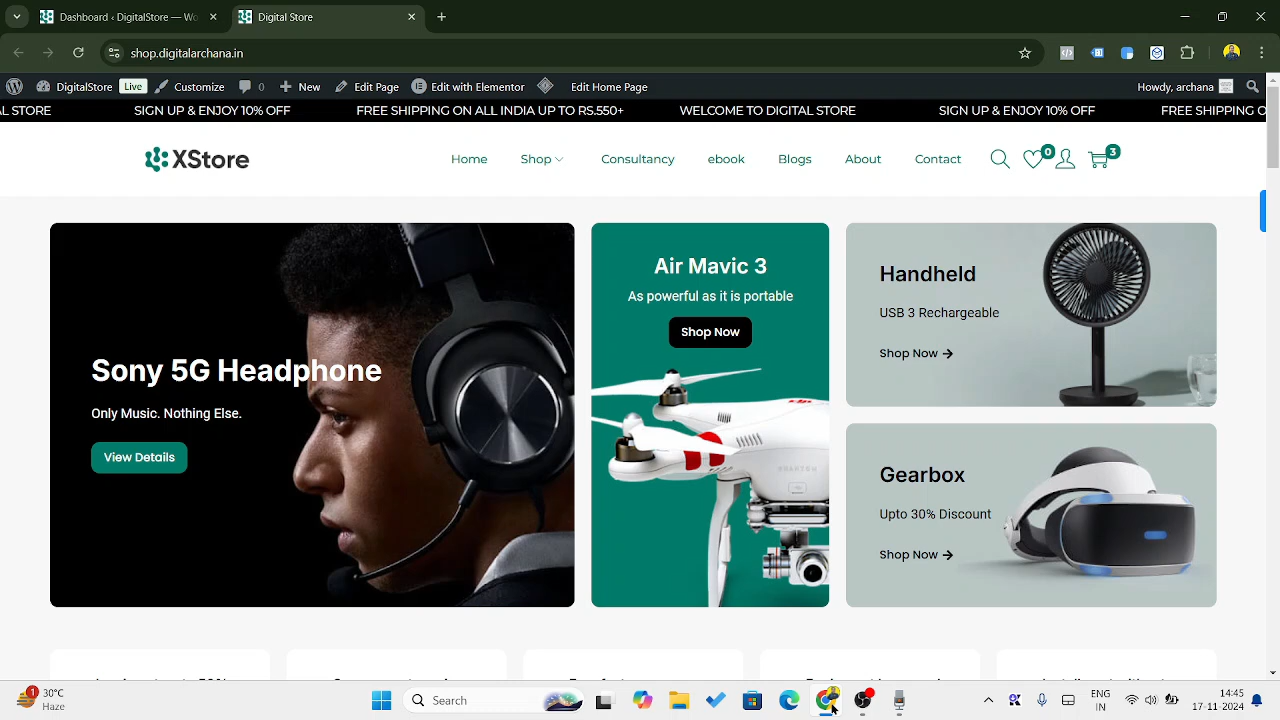 Dashboard ‹ DigitalStore — Wo
Digital Store
shop.digitalarchana.in
DigitalStore
Live
Customize
0
New
Edit Page
Edit with Elementor
Edit Home Page
Howdy, archana
AL STORE
SIGN UP & ENJOY 10% OFF
FREE SHIPPING ON ALL INDIA UP TO RS.550+
WELCOME TO DIGITAL STORE
SIGN UP & ENJOY 10% OFF
FREE SHIPPING O
XStore
Home
Shop
Consultancy
ebook
Blogs
About
Contact
0
3
Sony 5G Headphone
Only Music. Nothing Else.
View Details
Air Mavic 3
As powerful as it is portable
Shop Now
PHANTOM
Handheld
USB 3 Rechargeable
Shop Now →
Gearbox
Upto 30% Discount
Shop Now →
1
30°C
Haze
Search
ENG
IN
14:45
17-11-2024